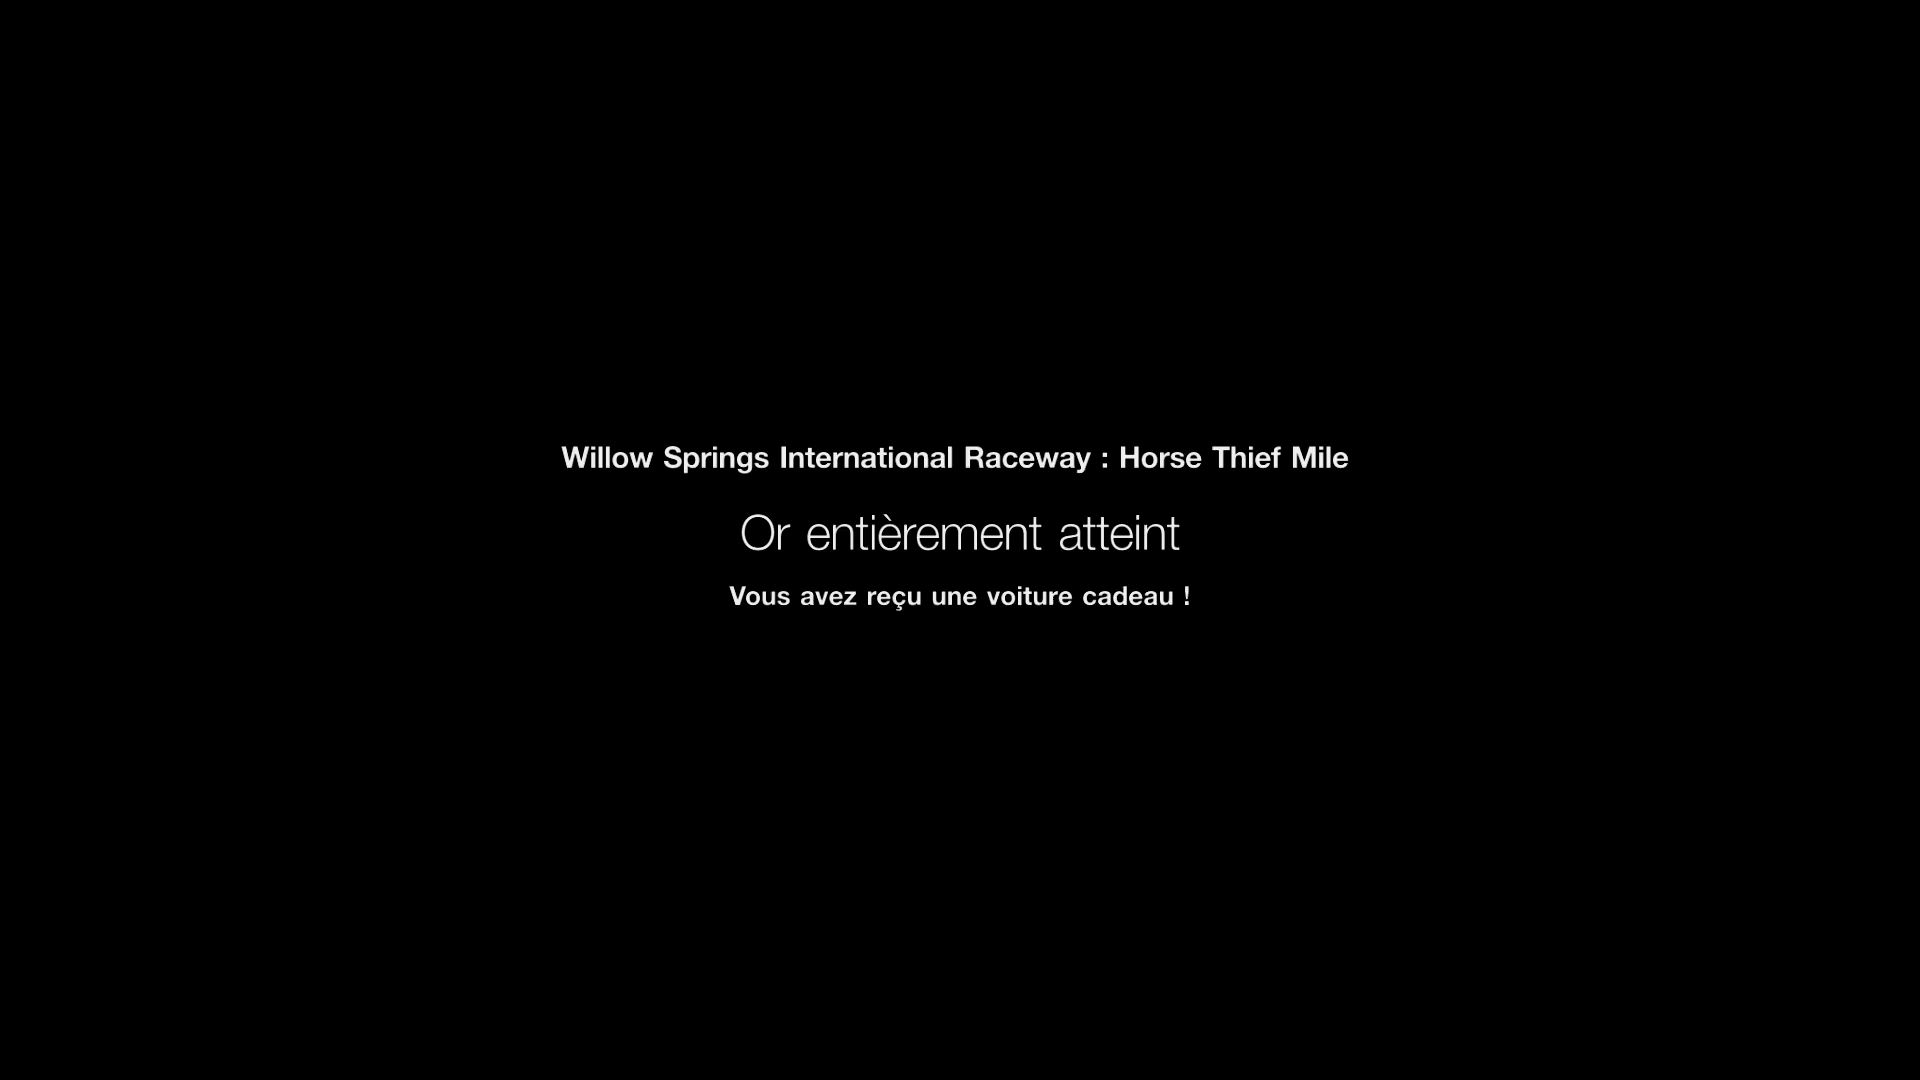 Willow Springs International Raceway : Horse Thief Mile
Or entièrement atteint
Vous avez reçu une voiture cadeau !